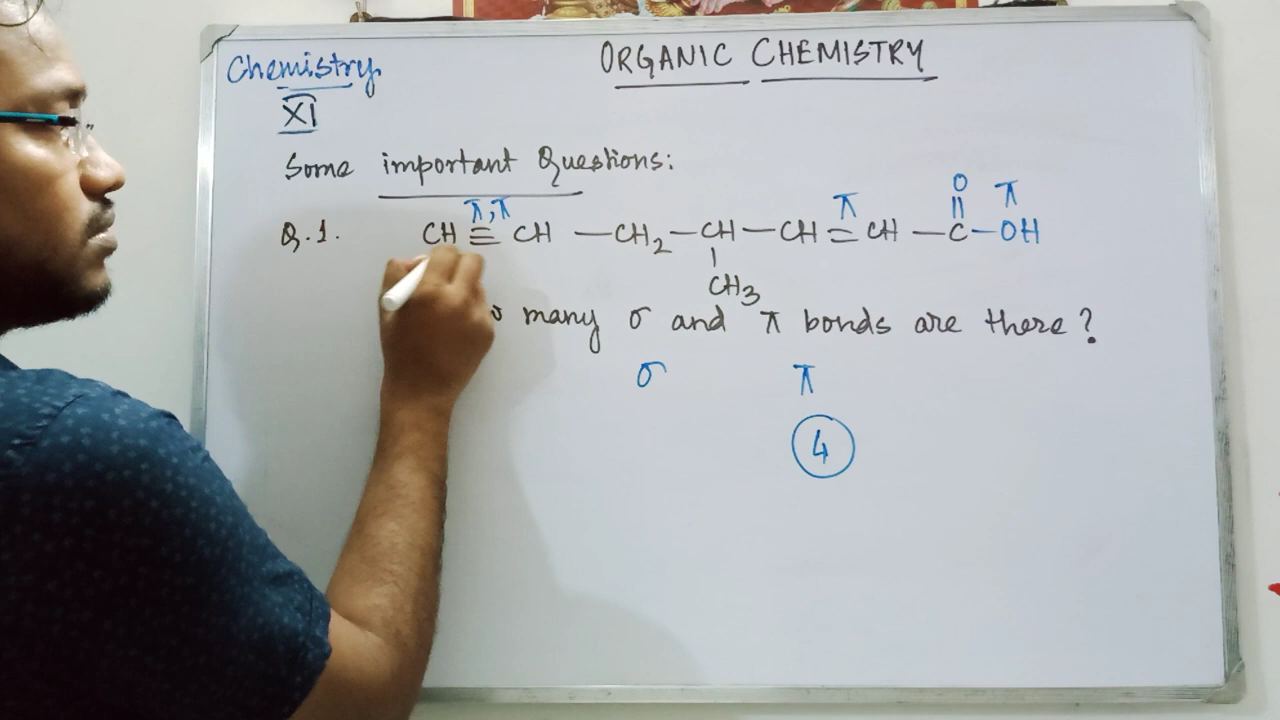 Chemistry
XI
ORGANIC CHEMISTRY
Some important Questions:
π,π π O π
Q.1. CH ≡ CH — CH2 — CH — CH = CH — C — OH
CH3
many σ and π bonds are there?
σ π
4